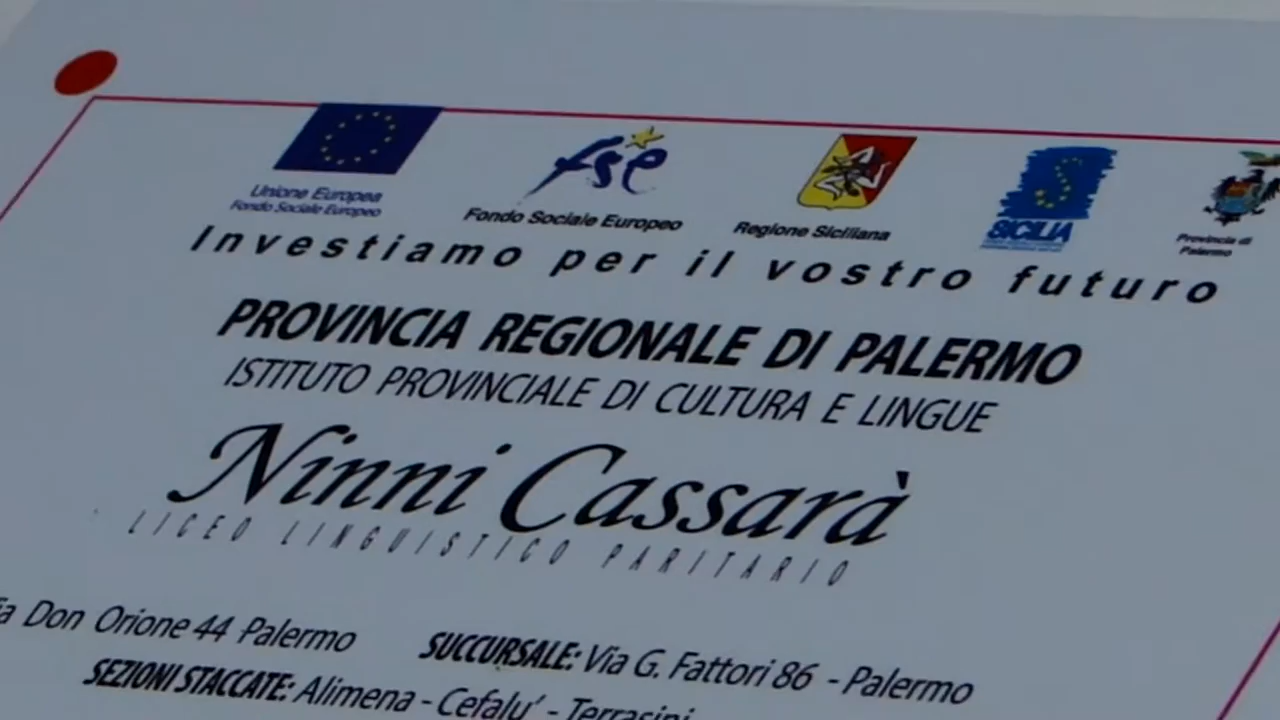 Unione Europea
Fondo Sociale Europeo
fse
Fondo Sociale Europeo
Regione Siciliana
S
SICILIA
Provincia di
Palermo
Investiamo per il vostro futuro
PROVINCIA REGIONALE DI PALERMO
ISTITUTO PROVINCIALE DI CULTURA E LINGUE
Ninni Cassarà
LICEO LINGUISTICO PARITARIO
Don Orione 44 Palermo SUCCURSALE: Via G. Fattori 86 - Palermo
SEZIONI STACCATE: Alimena - Cefalu' - Terrasini